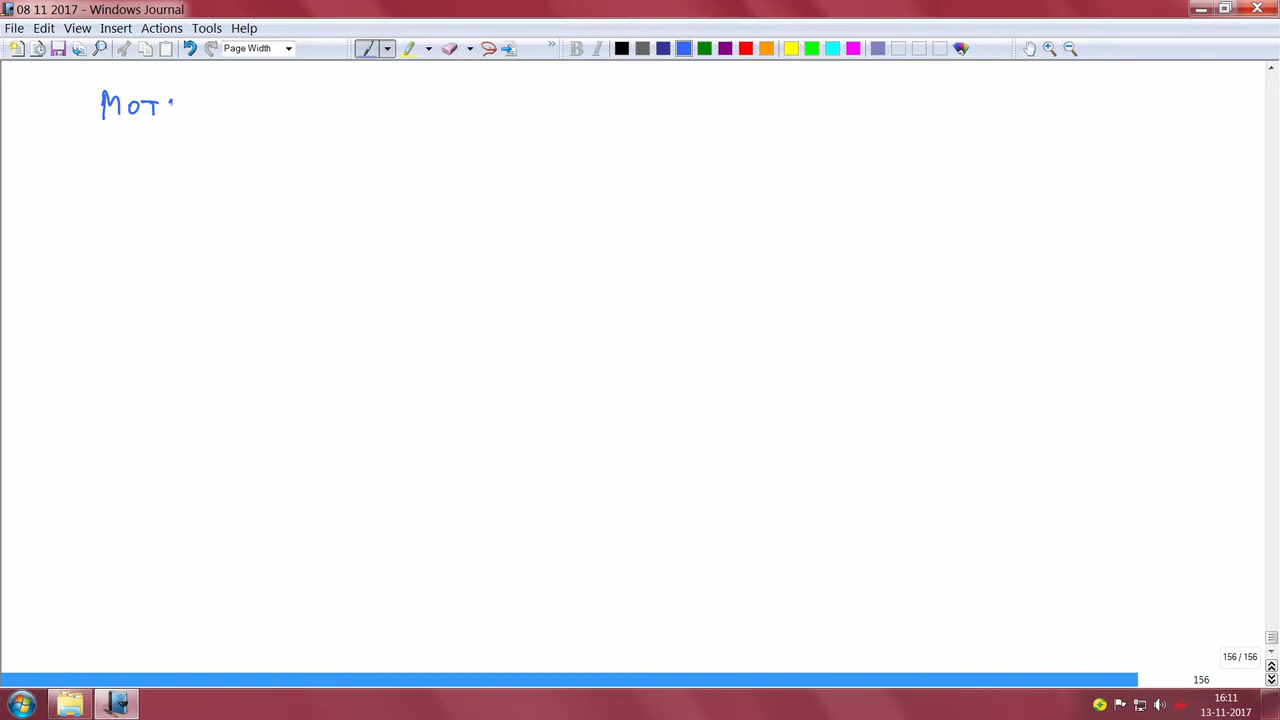 08 11 2017 - Windows Journal
File Edit View Insert Actions Tools Help
Page Width B I
MOT
156 / 156
156
16:11
13-11-2017